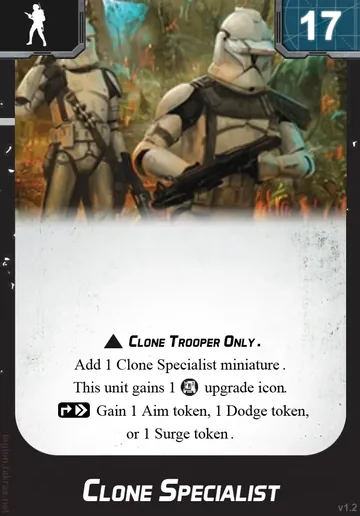 17
CLONE TROOPER ONLY.
Add 1 Clone Specialist miniature.
This unit gains 1 upgrade icon.
Gain 1 Aim token, 1 Dodge token,
or 1 Surge token.
CLONE SPECIALIST
v1.2